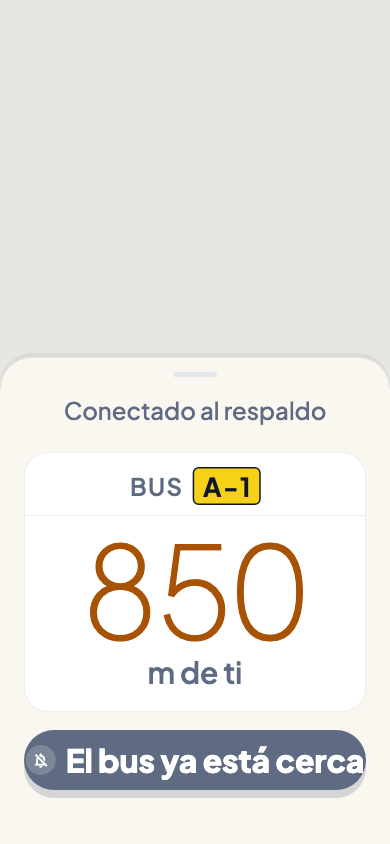 Conectado al respaldo
BUS A-1
850
m de ti
El bus ya está cerca